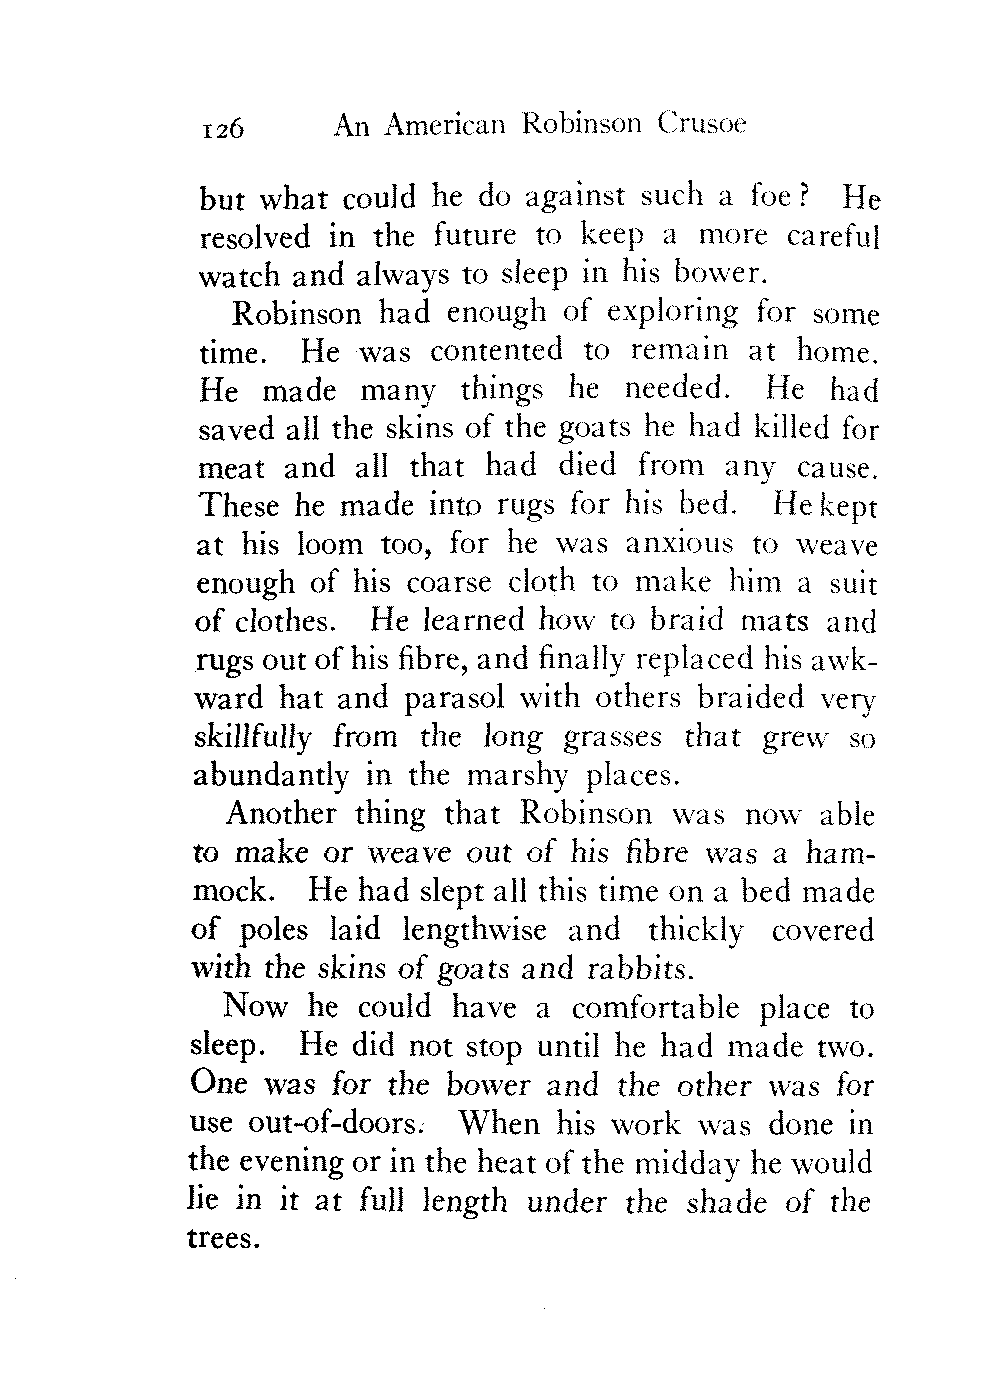 126 An American Robinson Crusoe
but what could he do against such a foe? He
resolved in the future to keep a more careful
watch and always to sleep in his bower.
Robinson had enough of exploring for some
time. He was contented to remain at home.
He made many things he needed. He had
saved all the skins of the goats he had killed for
meat and all that had died from any cause.
These he made into rugs for his bed. He kept
at his loom too, for he was anxious to weave
enough of his coarse cloth to make him a suit
of clothes. He learned how to braid mats and
rugs out of his fibre, and finally replaced his awk-
ward hat and parasol with others braided very
skillfully from the long grasses that grew so
abundantly in the marshy places.
Another thing that Robinson was now able
to make or weave out of his fibre was a ham-
mock. He had slept all this time on a bed made
of poles laid lengthwise and thickly covered
with the skins of goats and rabbits.
Now he could have a comfortable place to
sleep. He did not stop until he had made two.
One was for the bower and the other was for
use out-of-doors. When his work was done in
the evening or in the heat of the midday he would
lie in it at full length under the shade of the
trees.